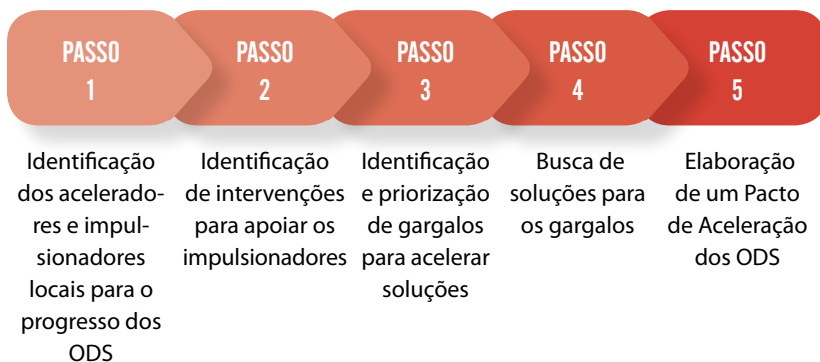 PASSO
1
PASSO
2
PASSO
3
PASSO
4
PASSO
5
Identificação
dos acelerado-
res e impul-
sionadores
locais para o
progresso dos
ODS
Identificação
de intervenções
para apoiar os
impulsionadores
Identificação
e priorização
de gargalos
para acelerar
soluções
Busca de
soluções para
os gargalos
Elaboração
de um Pacto
de Aceleração
dos ODS